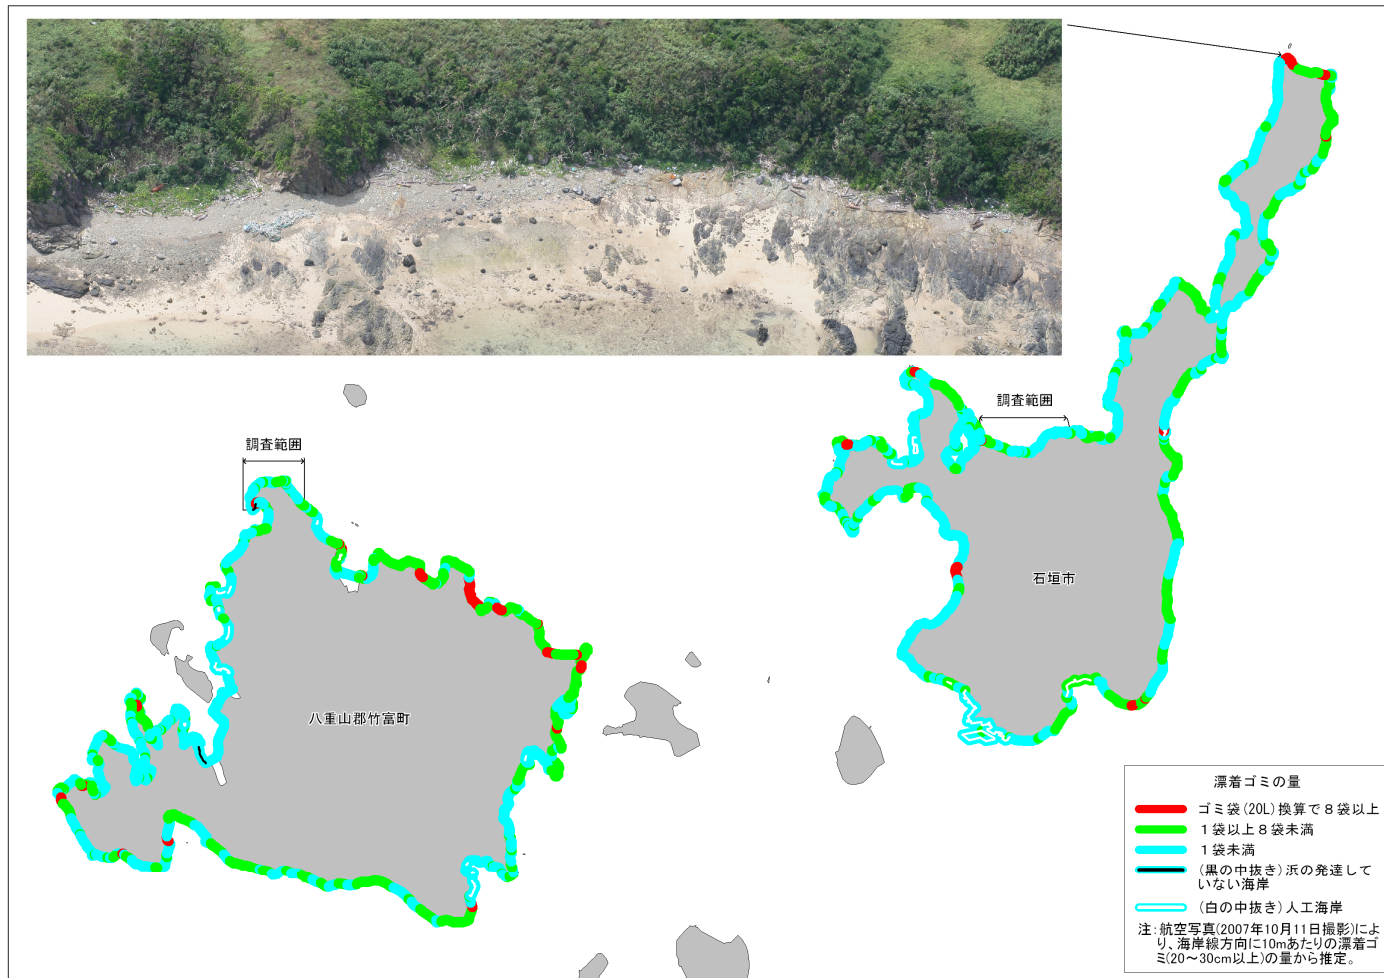 調査範囲
調査範囲
石垣市
八重山郡竹富町
漂着ゴミの量
ゴミ袋(20L)換算で８袋以上
１袋以上８袋未満
１袋未満
(黒の中抜き)浜の発達して
いない海岸
(白の中抜き)人工海岸
注:航空写真(2007年10月11日撮影)によ
り、海岸線方向に10mあたりの漂着ゴ
ミ(20～30cm以上)の量から推定。